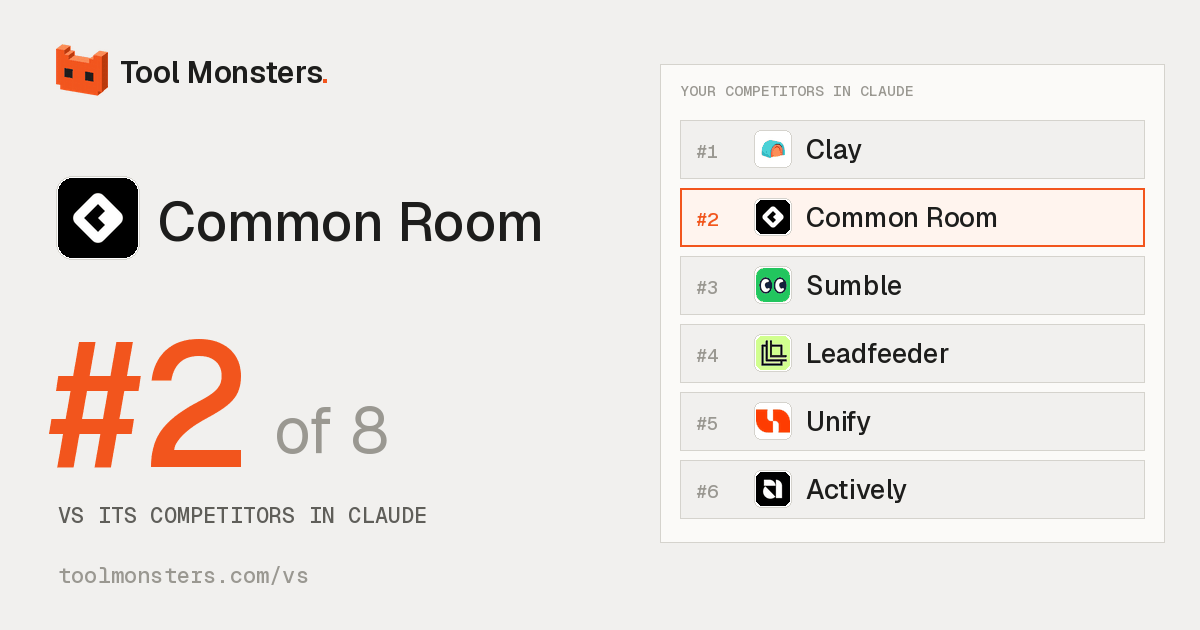 Tool Monsters.
Common Room
#2 of 8
VS ITS COMPETITORS IN CLAUDE
toolmonsters.com/vs
YOUR COMPETITORS IN CLAUDE
#1 Clay
#2 Common Room
#3 Sumble
#4 Leadfeeder
#5 Unify
#6 Actively